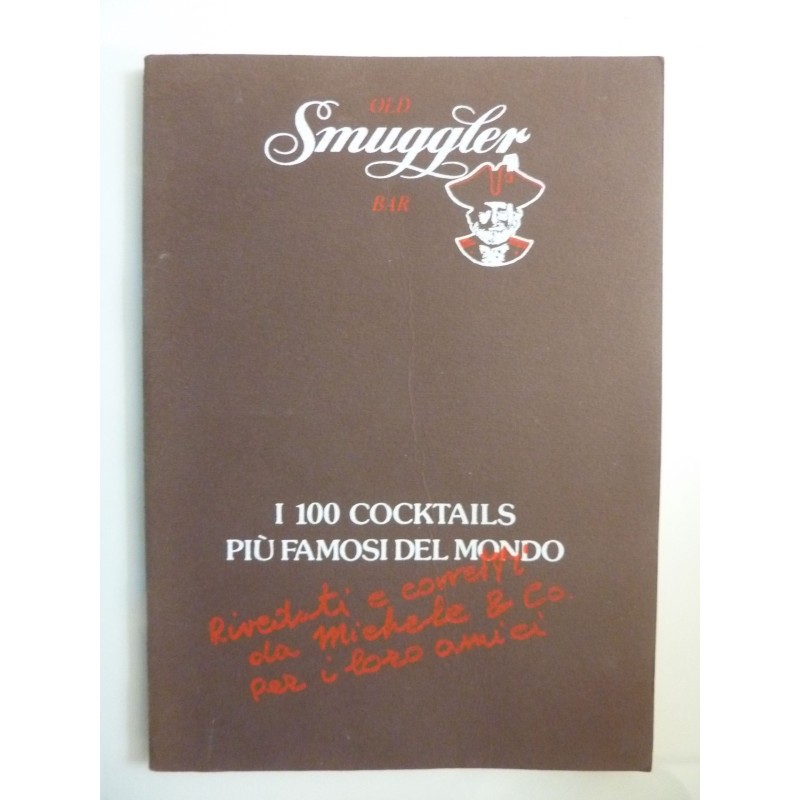 OLD
Smuggler
BAR
I 100 COCKTAILS
PIÙ FAMOSI DEL MONDO
Riveduti e corretti
da Michele & Co.
per i loro amici